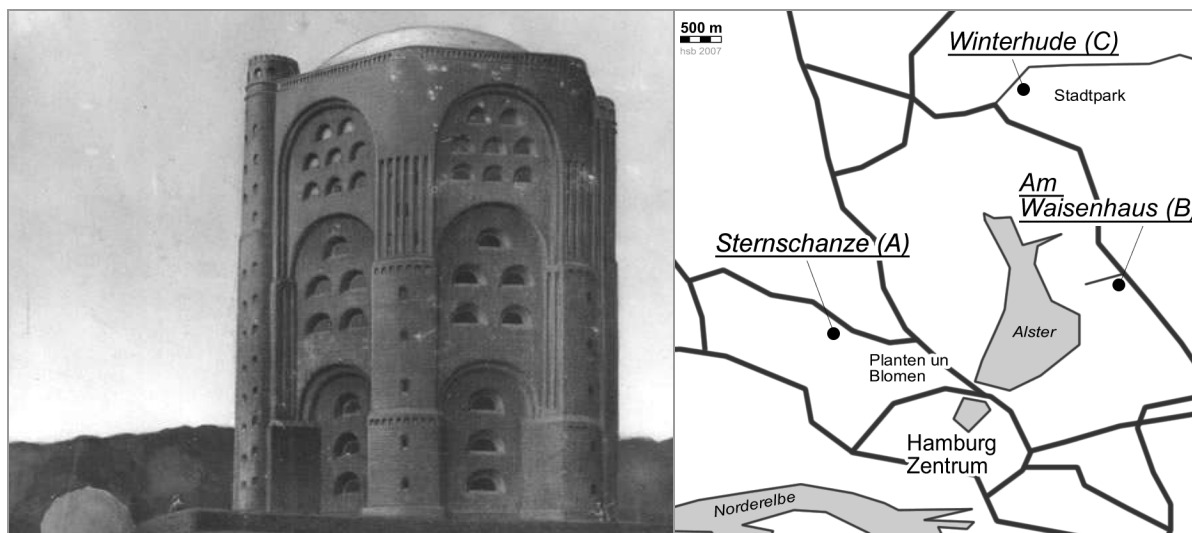 500 m
hsb 2007
Winterhude (C)
Stadtpark
Am
Waisenhaus (B)
Sternschanze (A)
Alster
Planten un
Blomen
Hamburg
Zentrum
Norderelbe